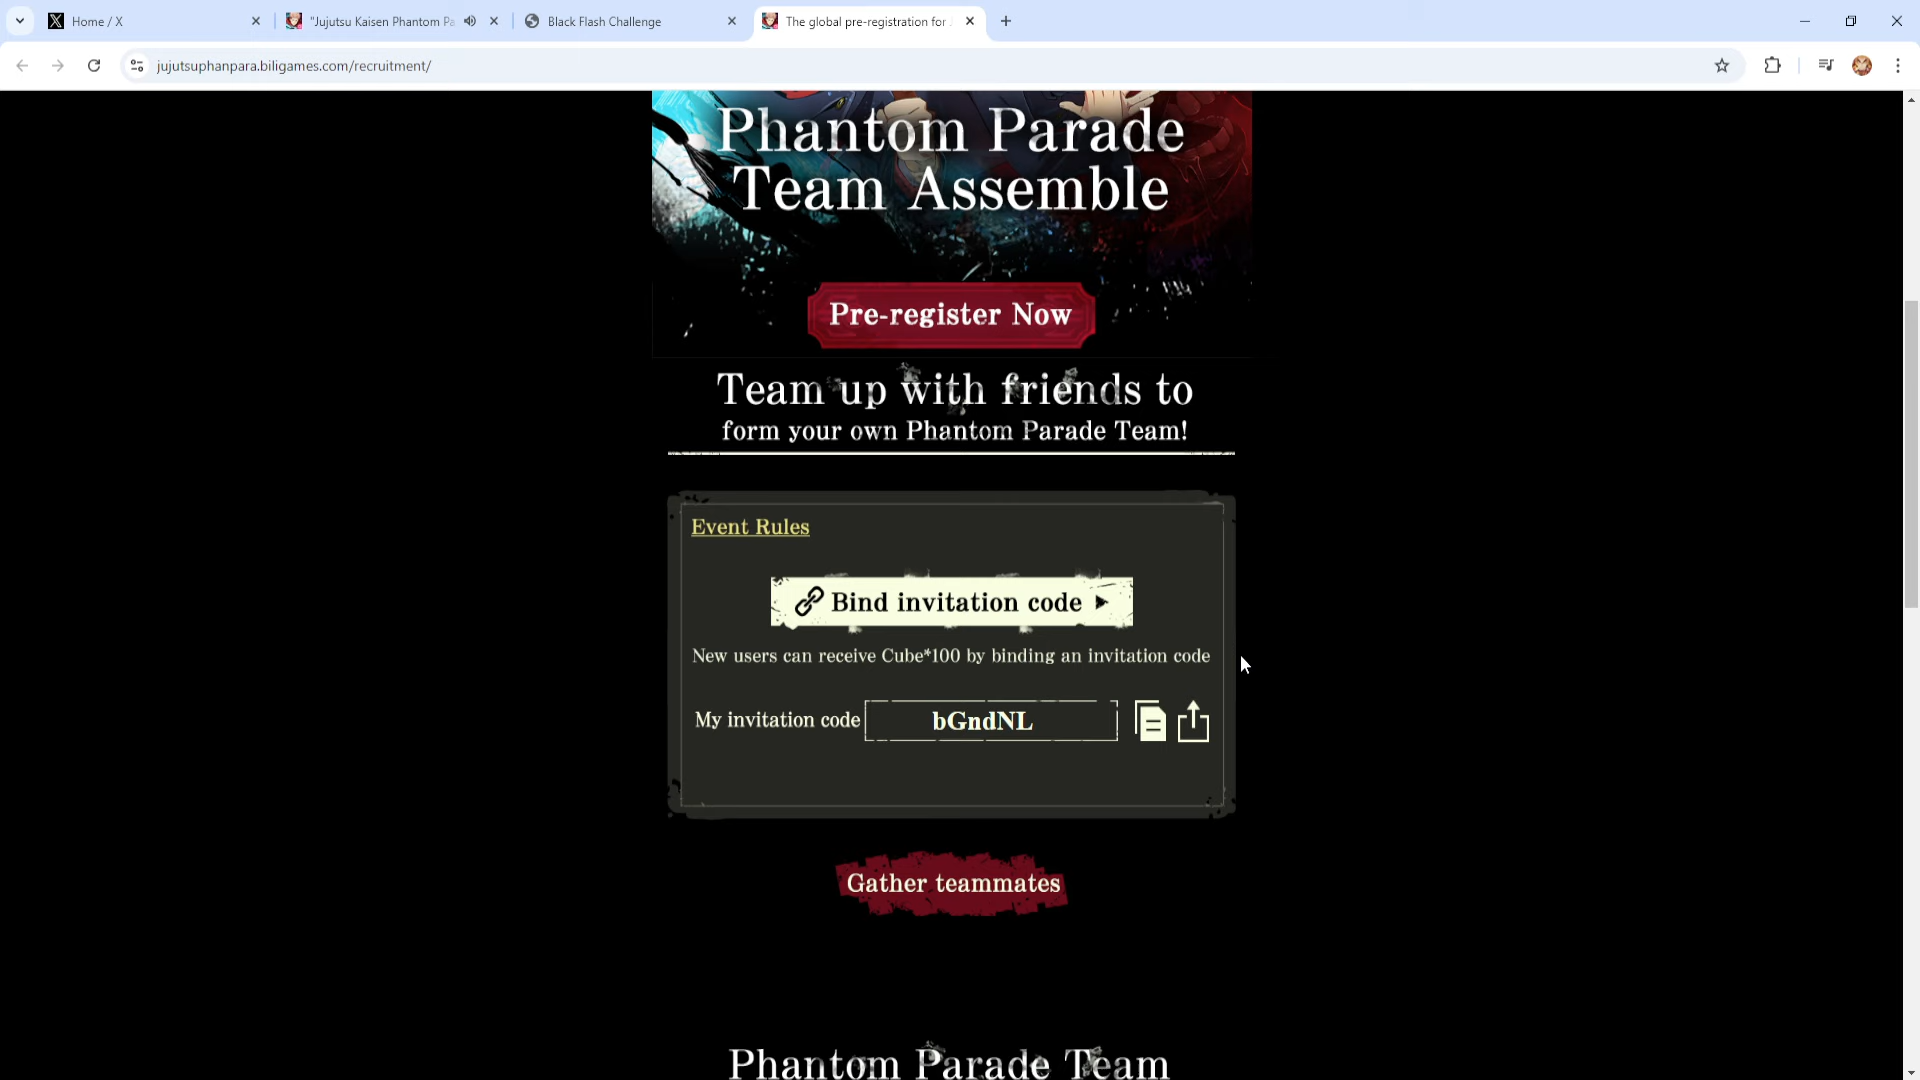 Home / X
"Jujutsu Kaisen Phantom Pa
Black Flash Challenge
The global pre-registration for
jujutsuphanpara.biligames.com/recruitment/
Phantom Parade
Team Assemble
Pre-register Now
Team up with friends to
form your own Phantom Parade Team!
Event Rules
Bind invitation code
New users can receive Cube*100 by binding an invitation code
My invitation code
bGndNL
Gather teammates
Phantom Parade Team